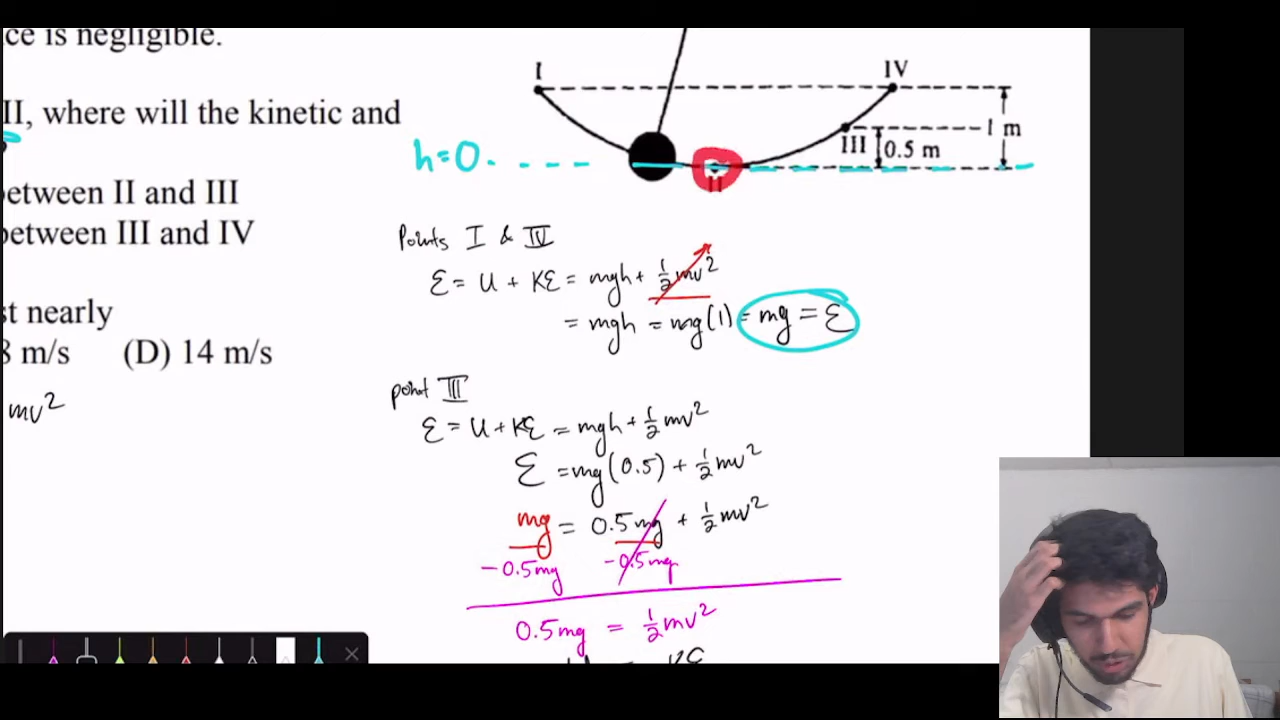 ce is negligible.
II, where will the kinetic and
between II and III
between III and IV
st nearly
8 m/s (D) 14 m/s
mv²
I
IV
III
1 m
0.5 m
II
h=0
Points I & IV
Ɛ = U + KƐ = mgh + ½mv²
= mgh = mg(1) = mg = Ɛ
point III
Ɛ = U + KƐ = mgh + ½mv²
Ɛ = mg(0.5) + ½mv²
mg = 0.5mg + ½mv²
-0.5mg -0.5mg
0.5mg = ½mv²